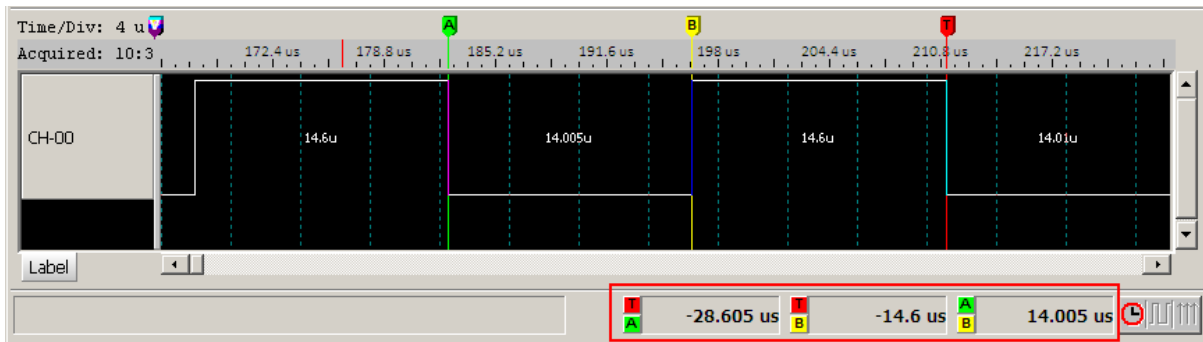 Time/Div: 4 u
A B T
Acquired: 10:3 172.4 us 178.8 us 185.2 us 191.6 us 198 us 204.4 us 210.8 us 217.2 us
CH-00 14.6u 14.005u 14.6u 14.01u
Label
T A -28.605 us T B -14.6 us A B 14.005 us